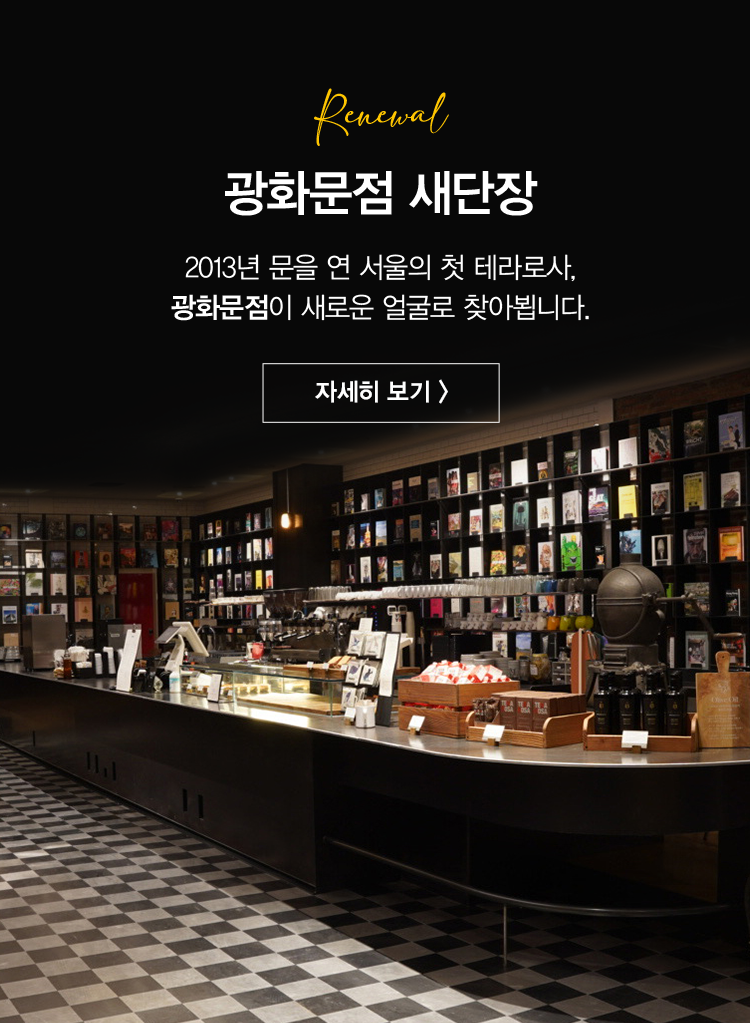 Renewal
광화문점 새단장
2013년 문을 연 서울의 첫 테라로사,
광화문점이 새로운 얼굴로 찾아뵙니다.
자세히 보기 〉